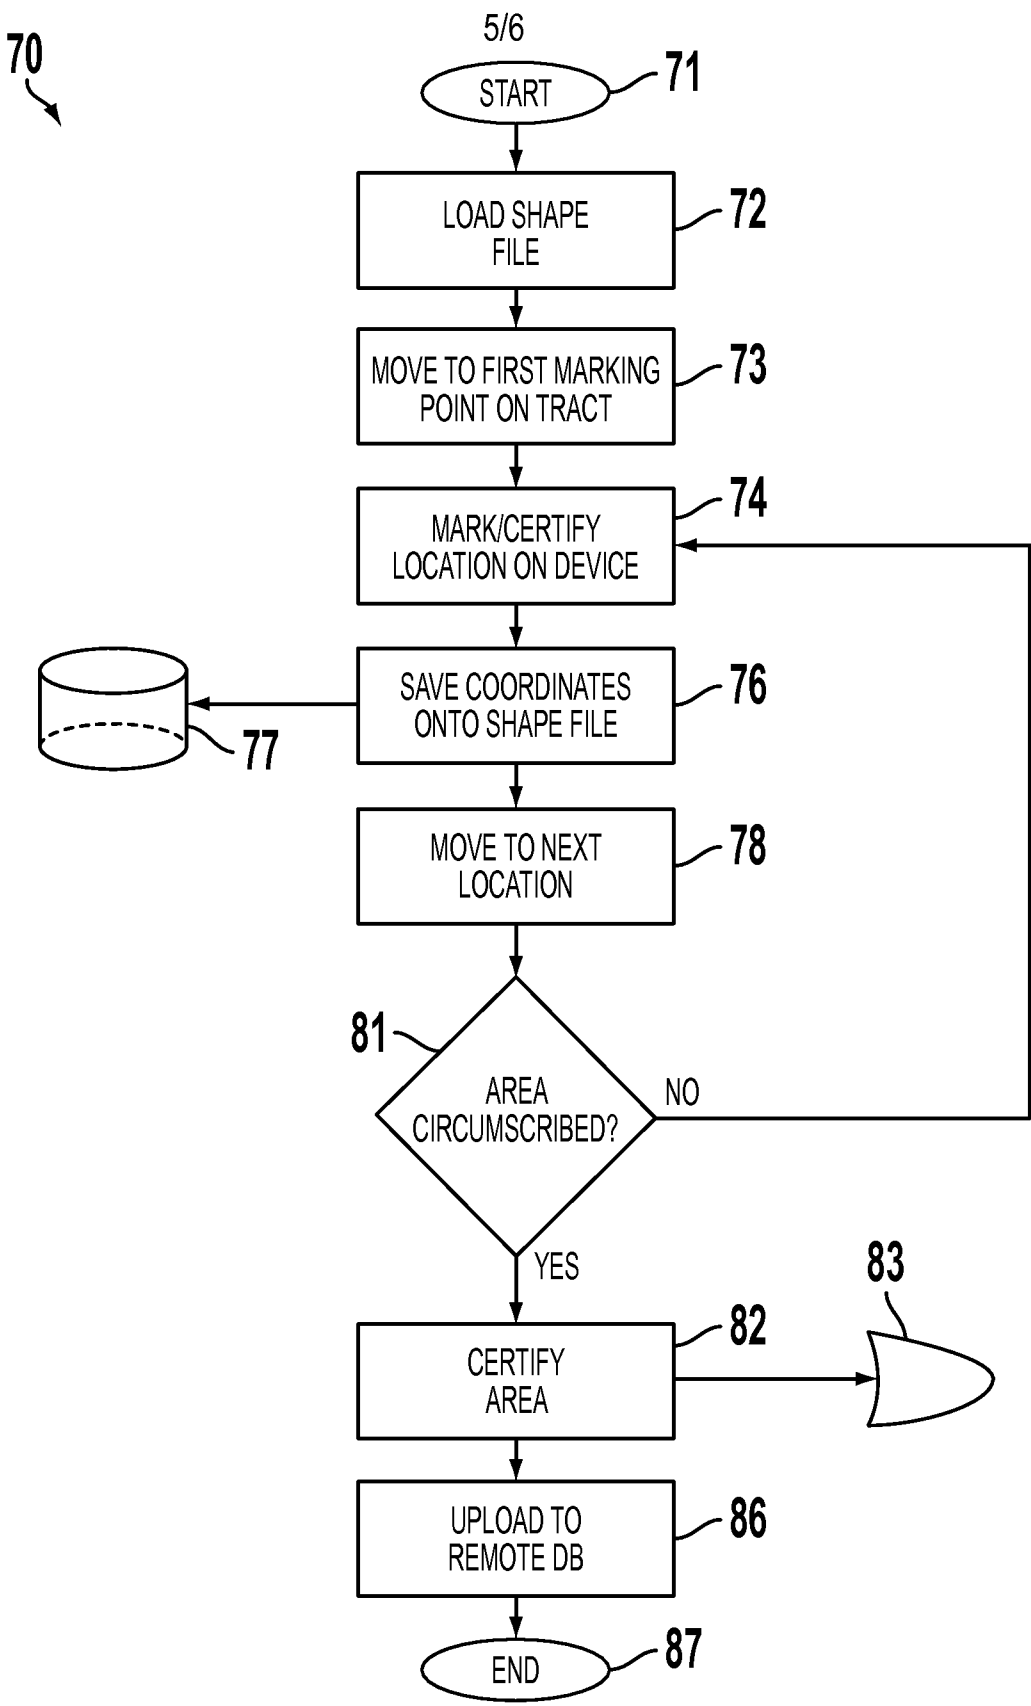 5/6
70
START
71
LOAD SHAPE
FILE
72
MOVE TO FIRST MARKING
POINT ON TRACT
73
MARK/CERTIFY
LOCATION ON DEVICE
74
SAVE COORDINATES
ONTO SHAPE FILE
76
77
MOVE TO NEXT
LOCATION
78
81
AREA
CIRCUMSCRIBED?
NO
YES
CERTIFY
AREA
82
83
UPLOAD TO
REMOTE DB
86
END
87